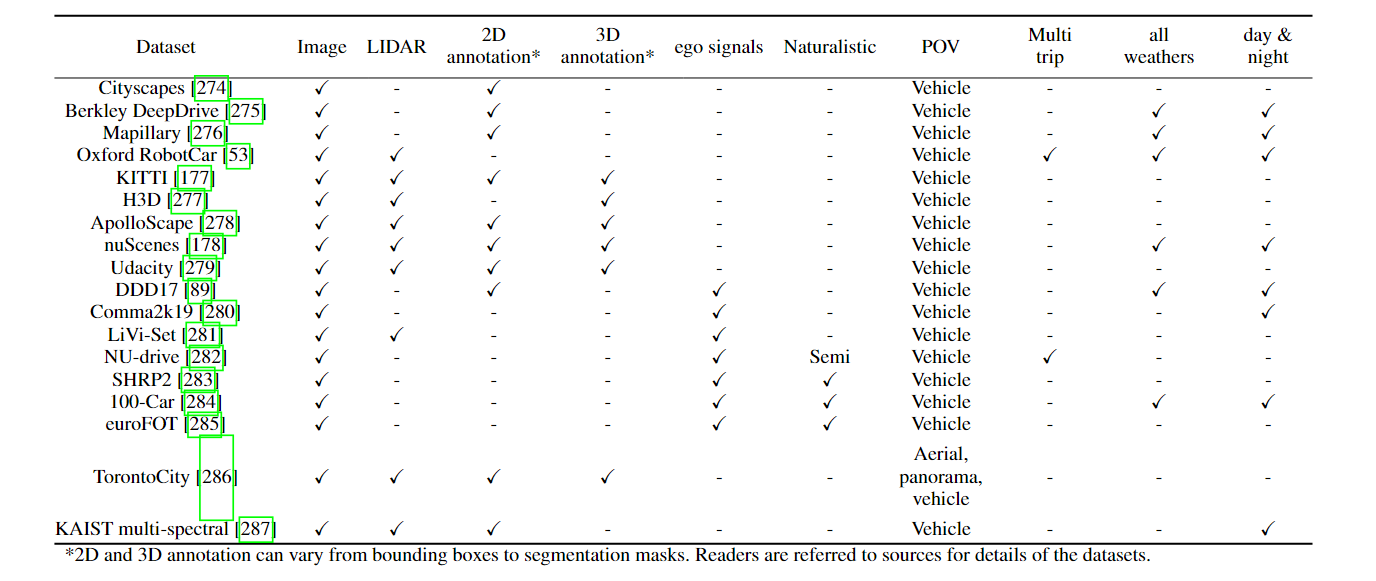 Dataset Image LIDAR 2D annotation* 3D annotation* ego signals Naturalistic POV Multi trip all weathers day & night
Cityscapes [274] ✓ - ✓ - - - Vehicle - - -
Berkley DeepDrive [275] ✓ - ✓ - - - Vehicle - ✓ ✓
Mapillary [276] ✓ - ✓ - - - Vehicle - ✓ ✓
Oxford RobotCar [53] ✓ ✓ - - - - Vehicle ✓ ✓ ✓
KITTI [177] ✓ ✓ ✓ ✓ - - Vehicle - - -
H3D [277] ✓ ✓ - ✓ - - Vehicle - - -
ApolloScape [278] ✓ ✓ ✓ ✓ - - Vehicle - - -
nuScenes [178] ✓ ✓ ✓ ✓ - - Vehicle - ✓ ✓
Udacity [279] ✓ ✓ ✓ ✓ - - Vehicle - - -
DDD17 [89] ✓ - ✓ - ✓ - Vehicle - ✓ ✓
Comma2k19 [280] ✓ - - - ✓ - Vehicle - - ✓
LiVi-Set [281] ✓ ✓ - - ✓ - Vehicle - - -
NU-drive [282] ✓ - - - ✓ Semi Vehicle ✓ - -
SHRP2 [283] ✓ - - - ✓ ✓ Vehicle - - -
100-Car [284] ✓ - - - ✓ ✓ Vehicle - ✓ ✓
euroFOT [285] ✓ - - - ✓ ✓ Vehicle - - -
TorontoCity [286] ✓ ✓ ✓ ✓ - - Aerial, panorama, vehicle - - -
KAIST multi-spectral [287] ✓ ✓ ✓ - - - Vehicle - - ✓
*2D and 3D annotation can vary from bounding boxes to segmentation masks. Readers are referred to sources for details of the datasets.